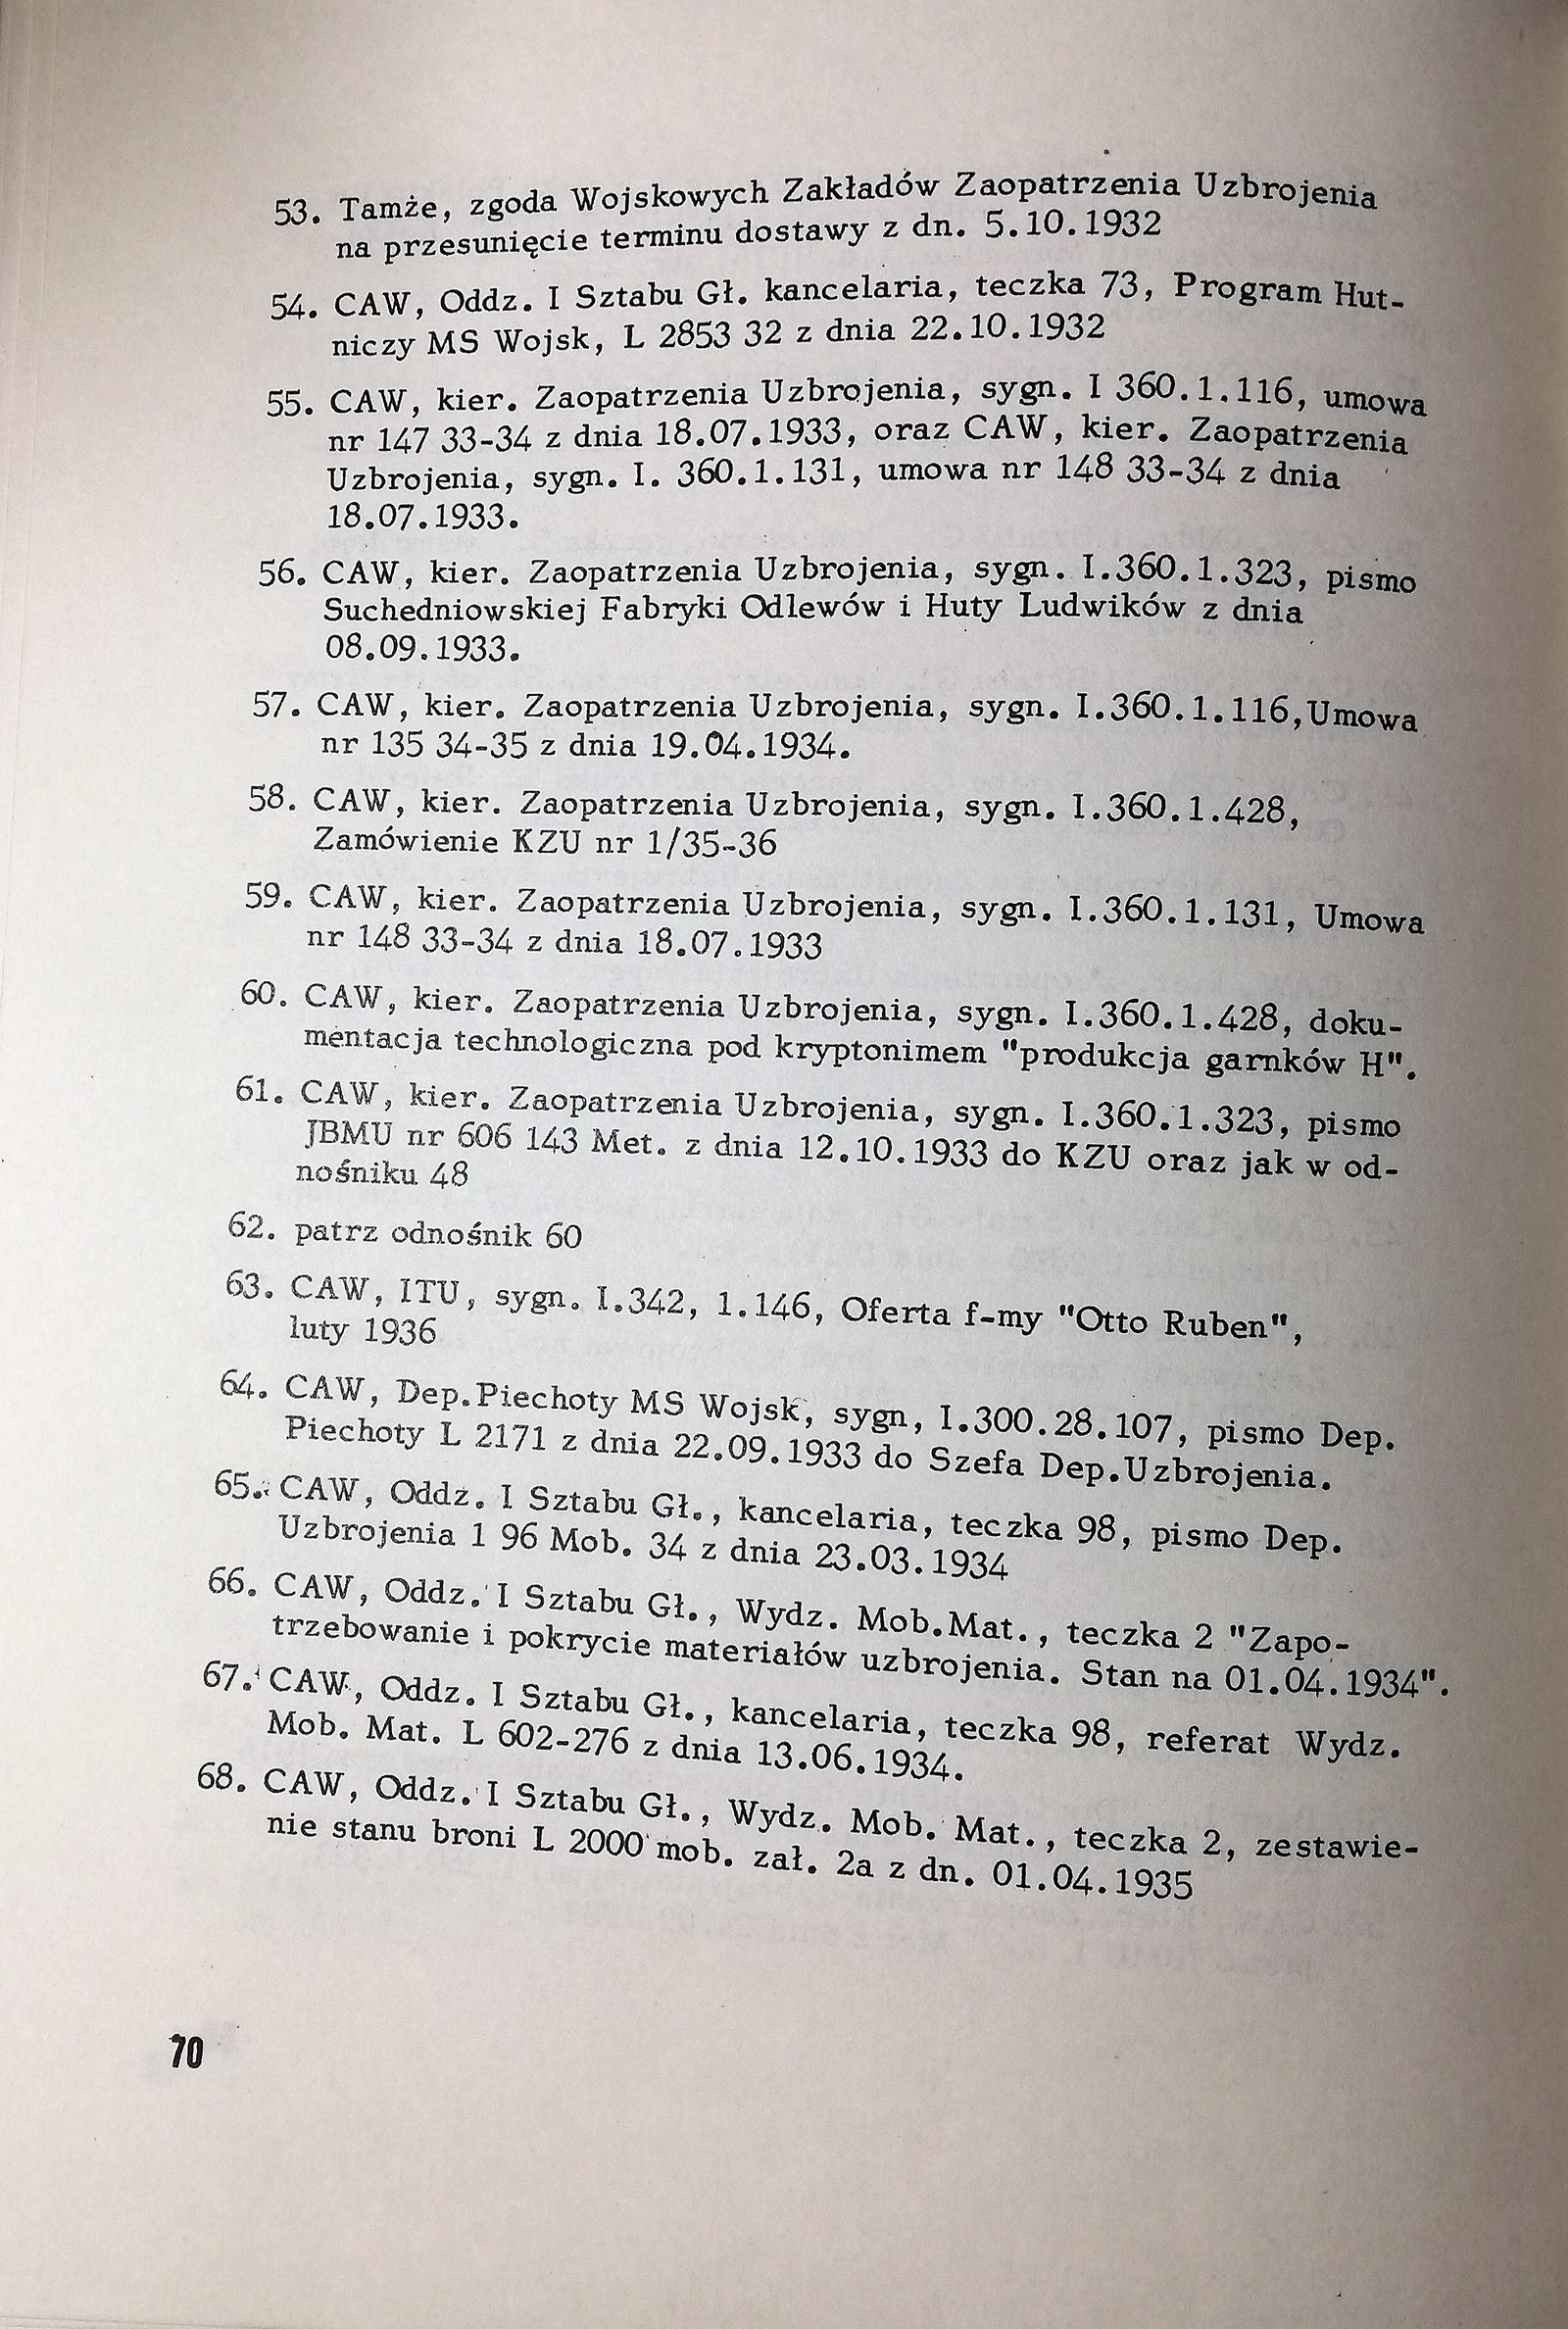 53. Tamże, zgoda Wojskowych Zakładów Zaopatrzenia Uzbrojenia
na przesunięcie terminu dostawy z dn. 5.10.1932
54. CAW, Oddz. I Sztabu Gł. kancelaria, teczka 73, Program Hut-
niczy MS Wojsk, L 2853 32 z dnia 22.10.1932
55. CAW, kier. Zaopatrzenia Uzbrojenia, sygn. I 360.1.116, umowa
nr 147 33-34 z dnia 18.07.1933, oraz CAW, kier. Zaopatrzenia
Uzbrojenia, sygn. I. 360.1.131, umowa nr 148 33-34 z dnia
18.07.1933.
56. CAW, kier. Zaopatrzenia Uzbrojenia, sygn. I.360.1.323, pismo
Suchedniowskiej Fabryki Odlewów i Huty Ludwików z dnia
08.09.1933.
57. CAW, kier. Zaopatrzenia Uzbrojenia, sygn. I.360.1.116,Umowa
nr 135 34-35 z dnia 19.04.1934.
58. CAW, kier. Zaopatrzenia Uzbrojenia, sygn. I.360.1.428,
Zamówienie KZU nr 1/35-36
59. CAW, kier. Zaopatrzenia Uzbrojenia, sygn. I.360.1.131, Umowa
nr 148 33-34 z dnia 18.07.1933
60. CAW, kier. Zaopatrzenia Uzbrojenia, sygn. I.360.1.428, doku-
mentacja technologiczna pod kryptonimem "produkcja garnków H".
61. CAW, kier. Zaopatrzenia Uzbrojenia, sygn. I.360.1.323, pismo
JBMU nr 606 143 Met. z dnia 12.10.1933 do KZU oraz jak w od-
nośniku 48
62. patrz odnośnik 60
63. CAW, ITU, sygn. I.342, 1.146, Oferta f-my "Otto Ruben",
luty 1936
64. CAW, Dep.Piechoty MS Wojsk, sygn, I.300.28.107, pismo Dep.
Piechoty L 2171 z dnia 22.09.1933 do Szefa Dep.Uzbrojenia.
65. CAW, Oddz. I Sztabu Gł., kancelaria, teczka 98, pismo Dep.
Uzbrojenia 1 96 Mob. 34 z dnia 23.03.1934
66. CAW, Oddz. I Sztabu Gł., Wydz. Mob.Mat., teczka 2 "Zapo-
trzebowanie i pokrycie materiałów uzbrojenia. Stan na 01.04.1934".
67. CAW, Oddz. I Sztabu Gł., kancelaria, teczka 98, referat Wydz.
Mob. Mat. L 602-276 z dnia 13.06.1934.
68. CAW, Oddz. I Sztabu Gł., Wydz. Mob. Mat., teczka 2, zestawie-
nie stanu broni L 2000 mob. zał. 2a z dn. 01.04.1935
70